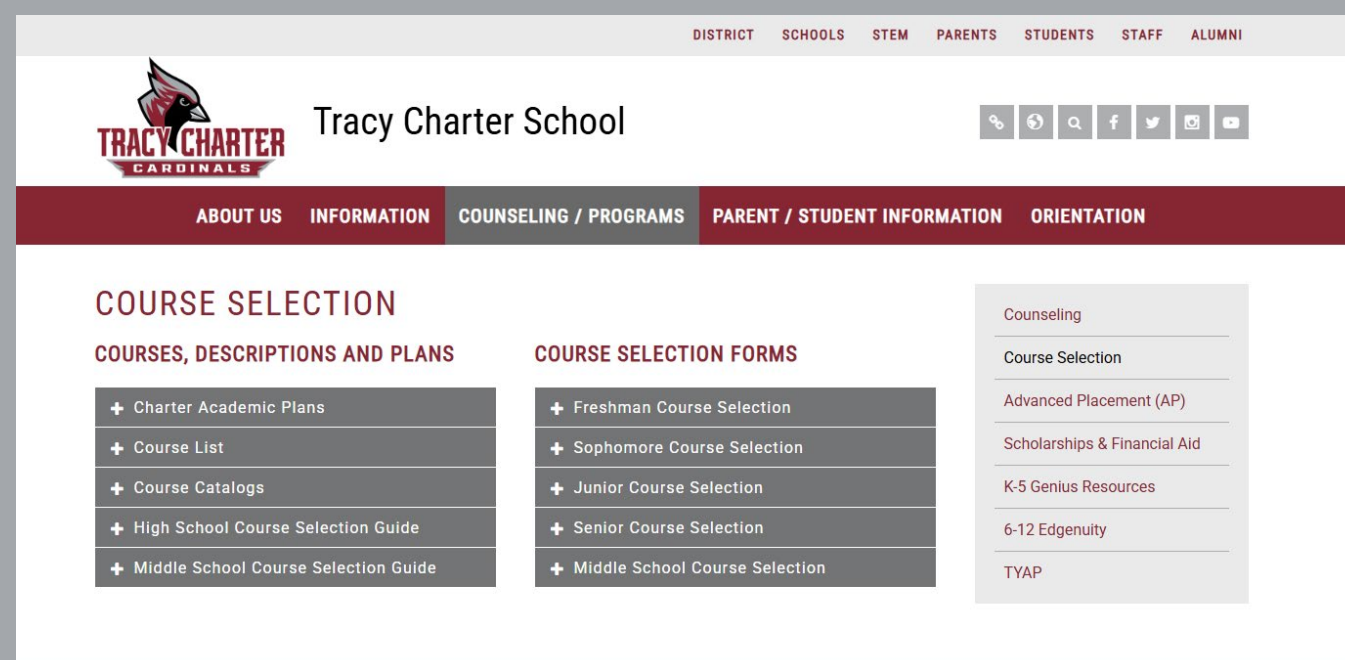 DISTRICT SCHOOLS STEM PARENTS STUDENTS STAFF ALUMNI
TRACY CHARTER
CARDINALS
Tracy Charter School
ABOUT US INFORMATION COUNSELING / PROGRAMS PARENT / STUDENT INFORMATION ORIENTATION
COURSE SELECTION
COURSES, DESCRIPTIONS AND PLANS
Charter Academic Plans
Course List
Course Catalogs
High School Course Selection Guide
Middle School Course Selection Guide
COURSE SELECTION FORMS
Freshman Course Selection
Sophomore Course Selection
Junior Course Selection
Senior Course Selection
Middle School Course Selection
Counseling
Course Selection
Advanced Placement (AP)
Scholarships & Financial Aid
K-5 Genius Resources
6-12 Edgenuity
TYAP